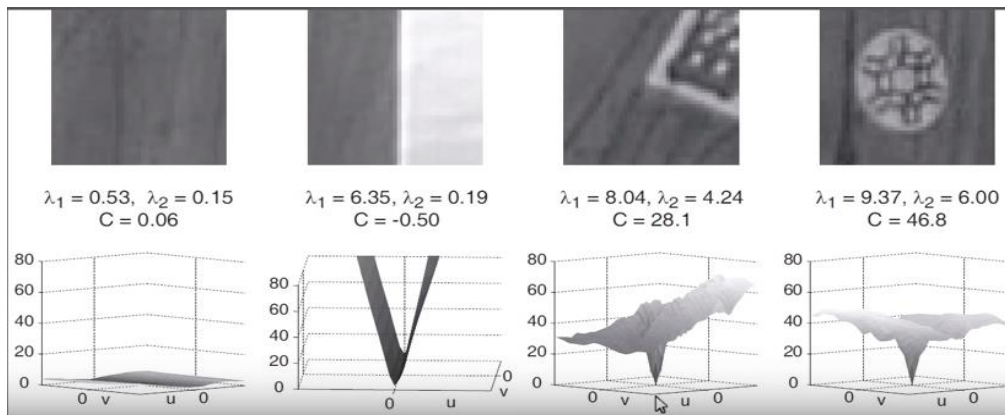 λ1 = 0.53, λ2 = 0.15
C = 0.06
λ1 = 6.35, λ2 = 0.19
C = -0.50
λ1 = 8.04, λ2 = 4.24
C = 28.1
λ1 = 9.37, λ2 = 6.00
C = 46.8
80
60
40
20
0
0 v u 0
80
60
40
20
0
0 u v 0
80
60
40
20
0
0 v u 0
80
60
40
20
0
0 v u 0